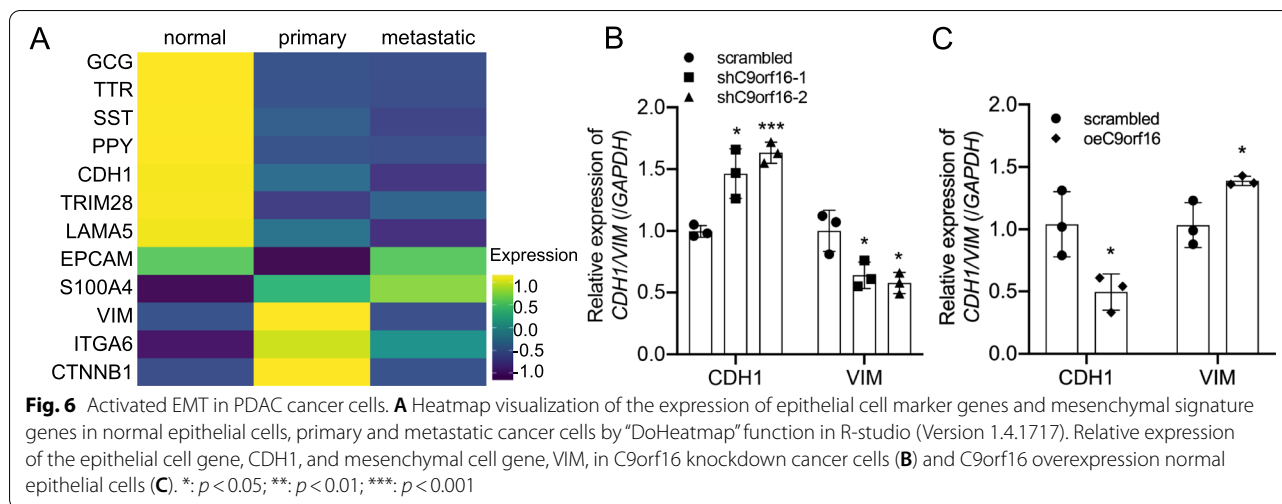 A
normal primary metastatic
GCG
TTR
SST
PPY
CDH1
TRIM28
LAMA5
EPCAM
S100A4
VIM
ITGA6
CTNNB1
Expression
1.0
0.5
0.0
-0.5
-1.0
B
scrambled
shC9orf16-1
shC9orf16-2
Relative expression of
CDH1/VIM (/GAPDH)
2.0
1.5
1.0
0.5
0.0
* ***
* *
CDH1 VIM
C
scrambled
oeC9orf16
Relative expression of
CDH1/VIM (/GAPDH)
2.0
1.5
1.0
0.5
0.0
*
*
CDH1 VIM
Fig. 6 Activated EMT in PDAC cancer cells. A Heatmap visualization of the expression of epithelial cell marker genes and mesenchymal signature
genes in normal epithelial cells, primary and metastatic cancer cells by “DoHeatmap” function in R-studio (Version 1.4.1717). Relative expression
of the epithelial cell gene, CDH1, and mesenchymal cell gene, VIM, in C9orf16 knockdown cancer cells (B) and C9orf16 overexpression normal
epithelial cells (C). *: p < 0.05; **: p < 0.01; ***: p < 0.001